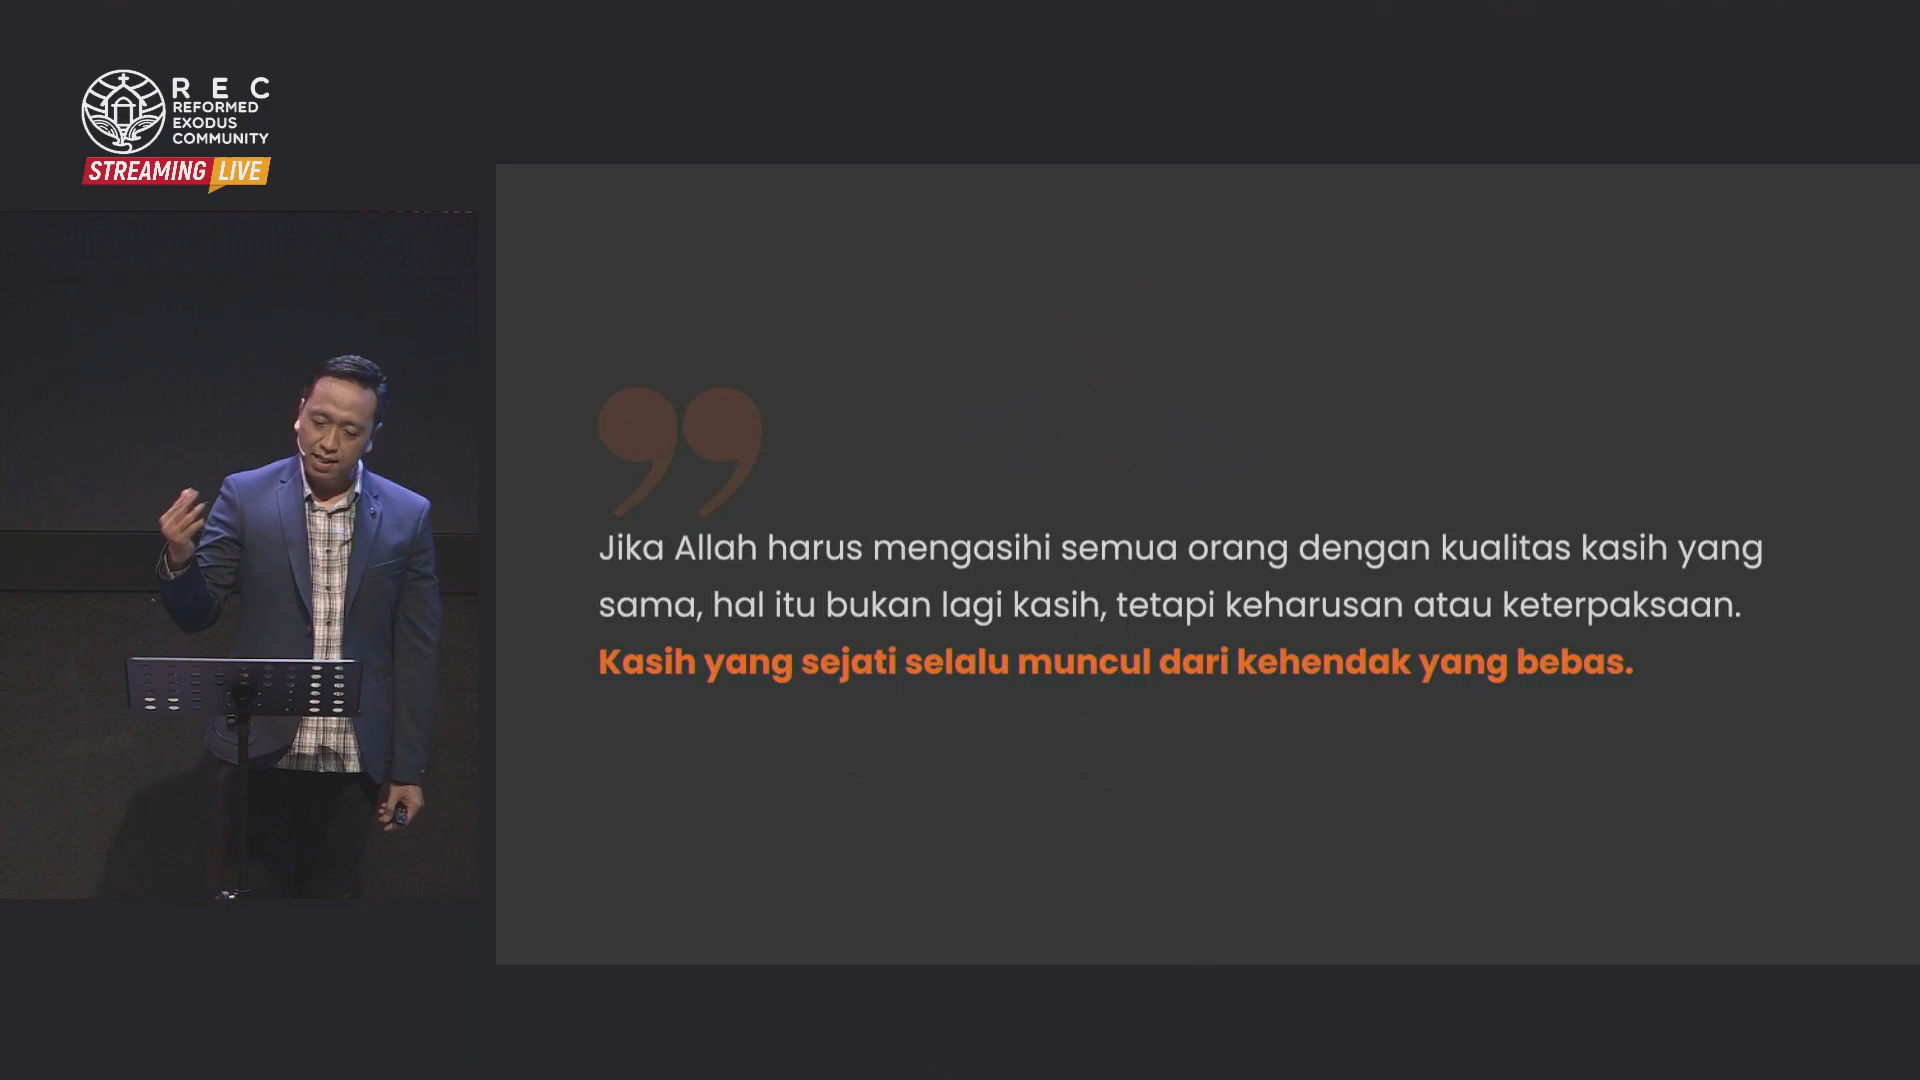 R E C
REFORMED
EXODUS
COMMUNITY
STREAMING LIVE
Jika Allah harus mengasihi semua orang dengan kualitas kasih yang
sama, hal itu bukan lagi kasih, tetapi keharusan atau keterpaksaan.
Kasih yang sejati selalu muncul dari kehendak yang bebas.